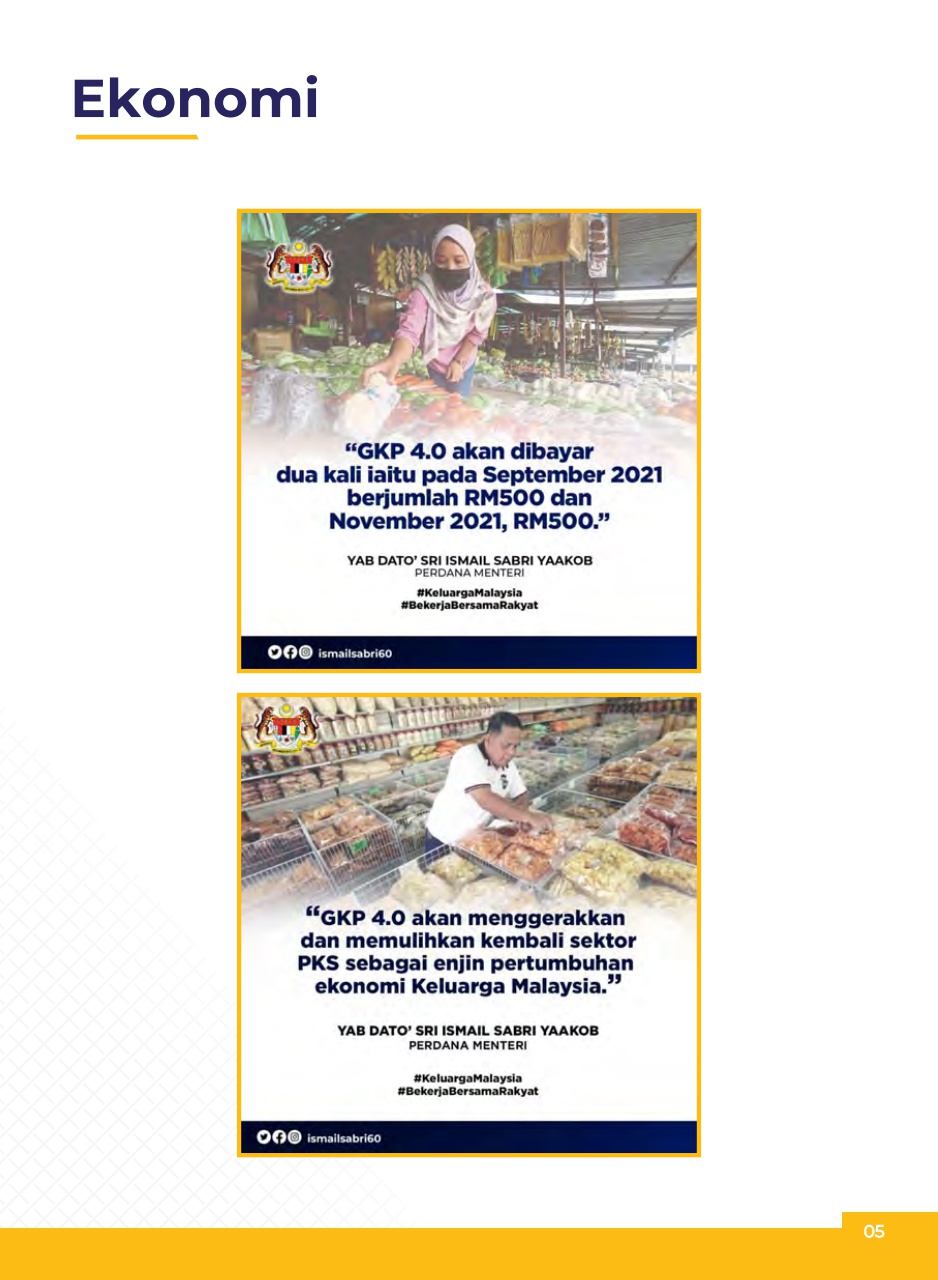 Ekonomi
“GKP 4.0 akan dibayar
dua kali iaitu pada September 2021
berjumlah RM500 dan
November 2021, RM500.”
YAB DATO’ SRI ISMAIL SABRI YAAKOB
PERDANA MENTERI
#KeluargaMalaysia
#BekerjaBersamaRakyat
ismailsabri60
“GKP 4.0 akan menggerakkan
dan memulihkan kembali sektor
PKS sebagai enjin pertumbuhan
ekonomi Keluarga Malaysia.”
YAB DATO’ SRI ISMAIL SABRI YAAKOB
PERDANA MENTERI
#KeluargaMalaysia
#BekerjaBersamaRakyat
ismailsabri60
05